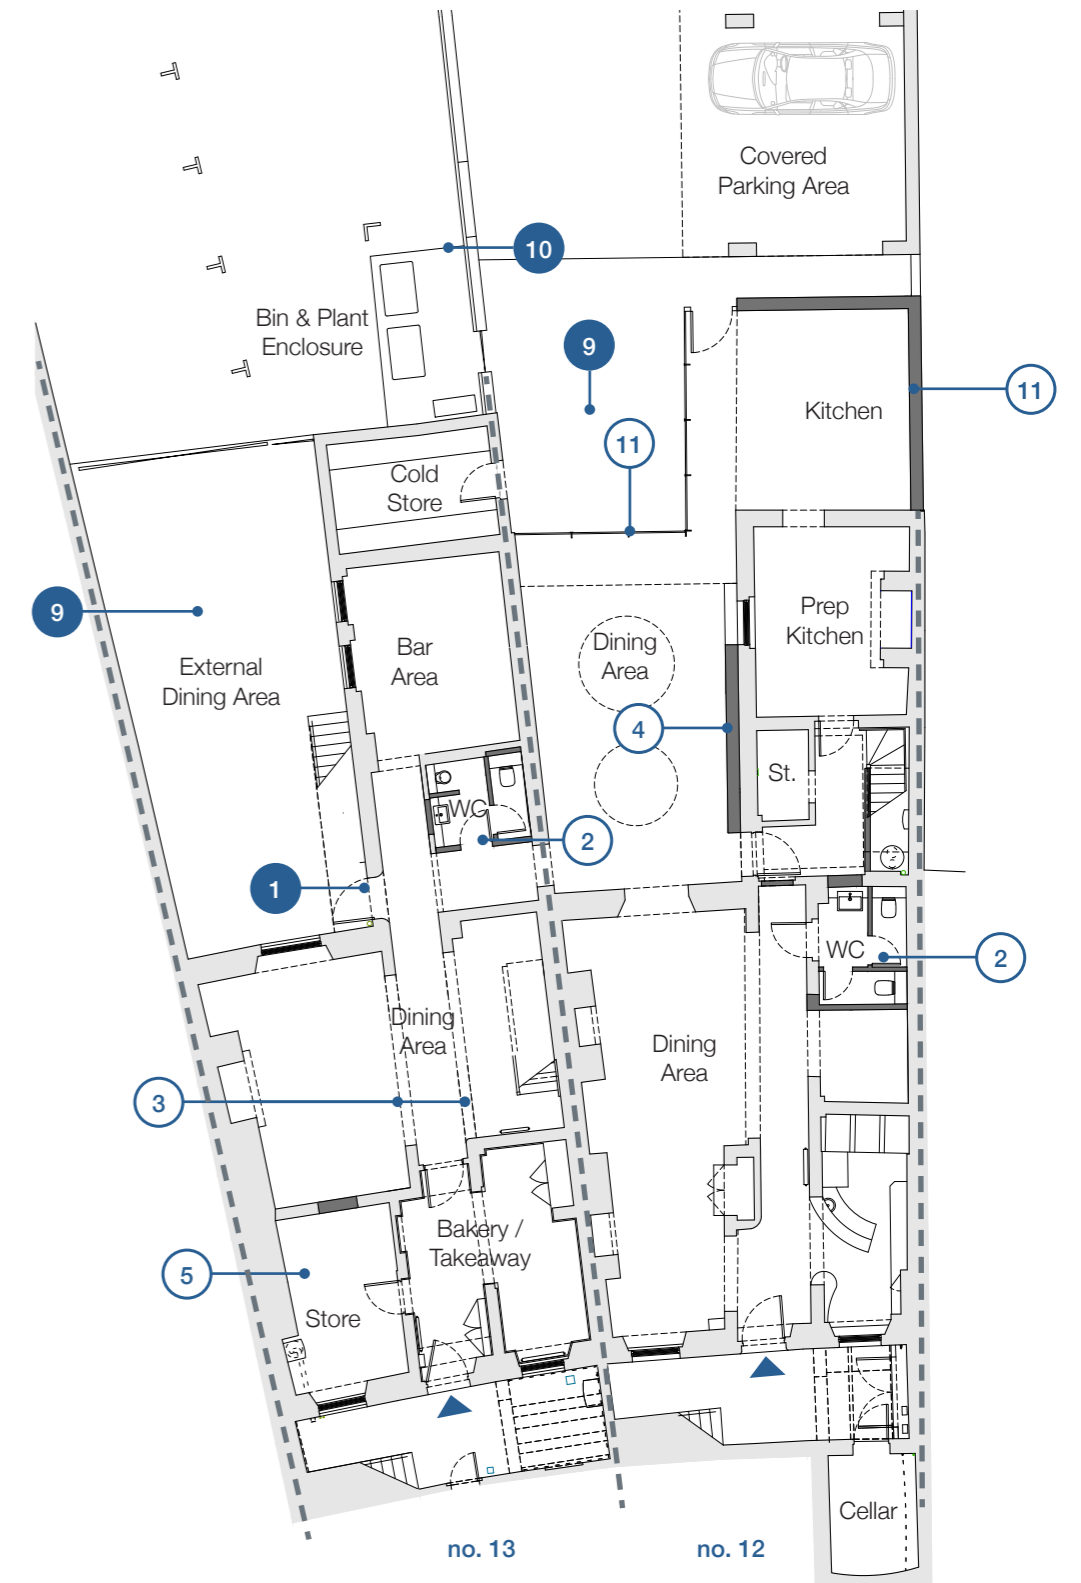 Covered
Parking Area
10
Bin & Plant
Enclosure
9
11
Kitchen
11
Cold
Store
9
Prep
Kitchen
Dining
Area
Bar
Area
External
Dining Area
4
St.
WC
2
1
WC
2
Dining
Area
Dining
Area
3
Bakery /
Takeaway
5
Store
Cellar
no. 13
no. 12